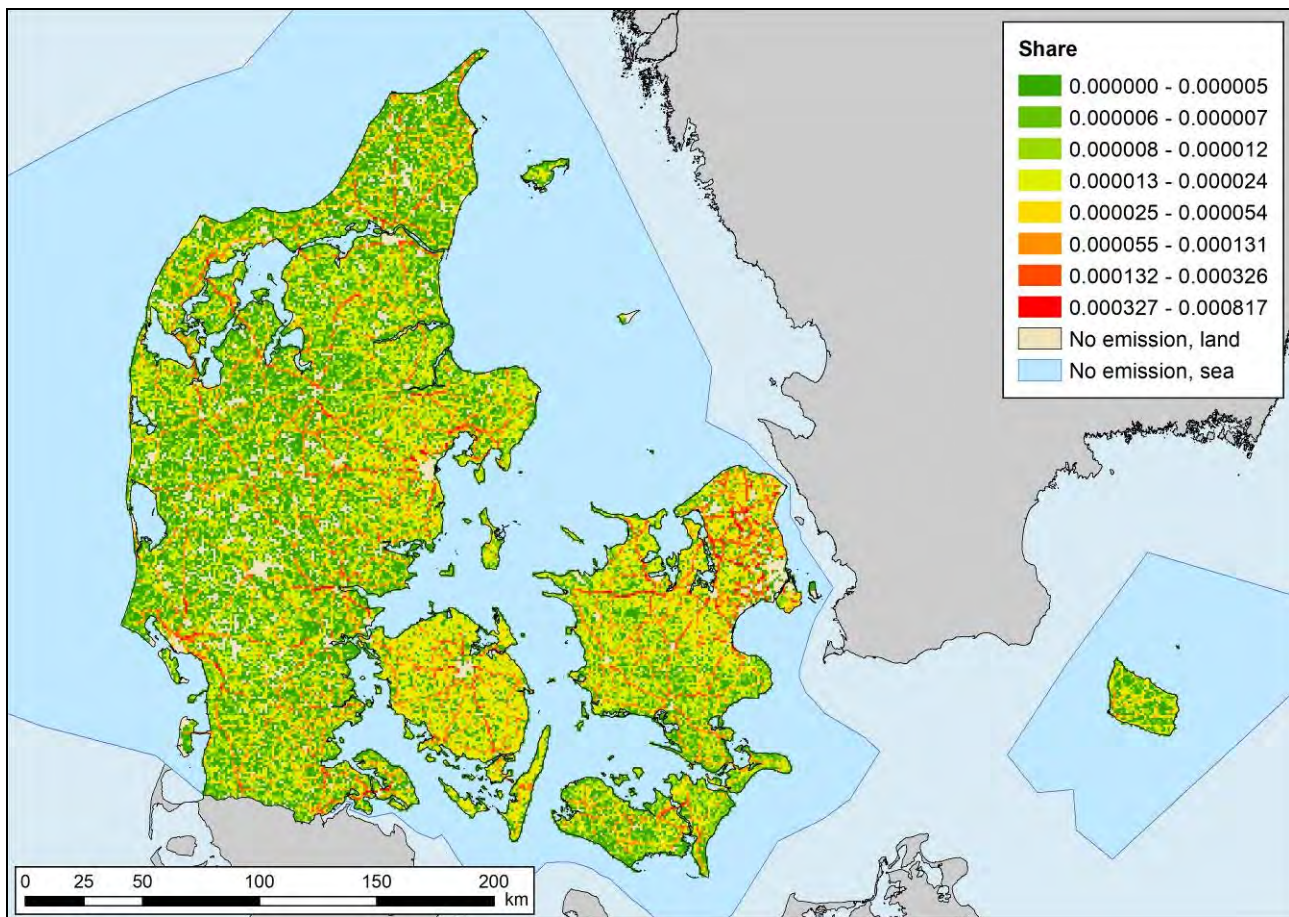 Share
0.000000 - 0.000005
0.000006 - 0.000007
0.000008 - 0.000012
0.000013 - 0.000024
0.000025 - 0.000054
0.000055 - 0.000131
0.000132 - 0.000326
0.000327 - 0.000817
No emission, land
No emission, sea
0 25 50 100 150 200
km